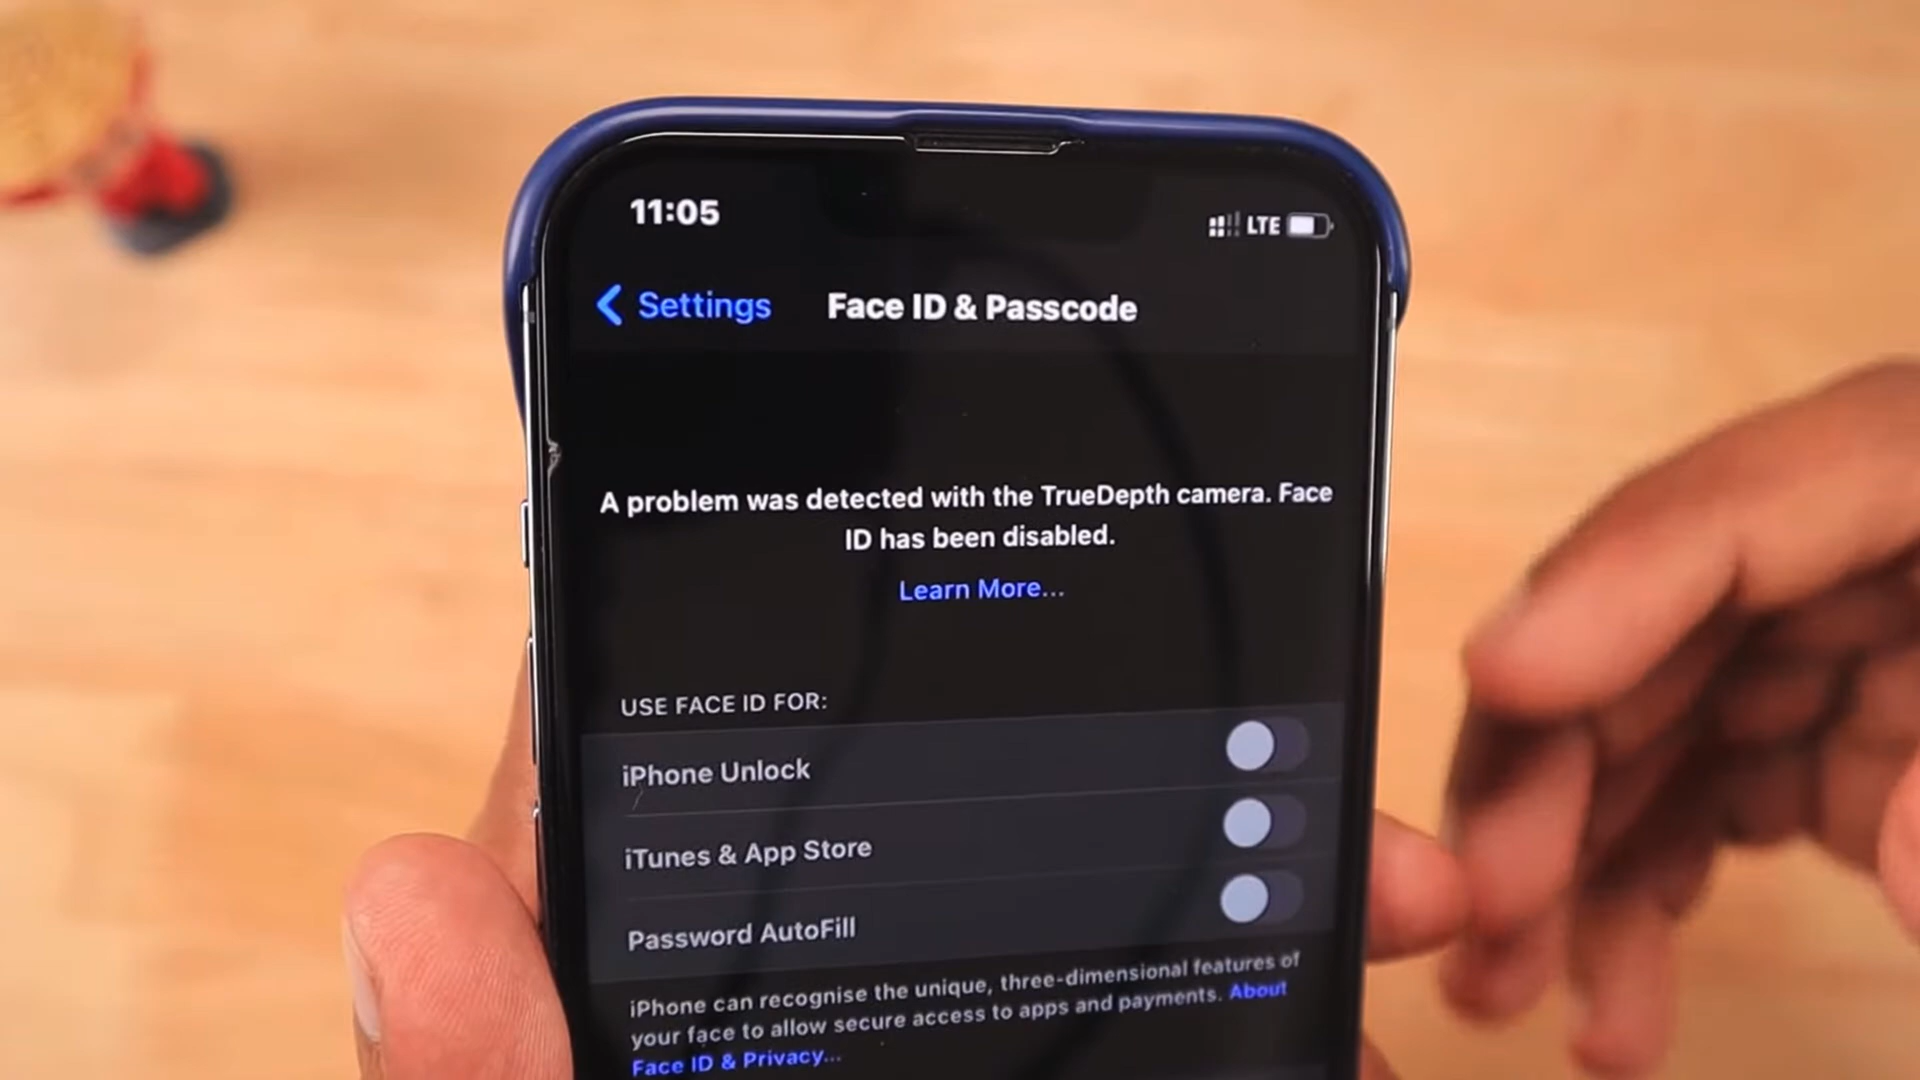 11:05
LTE
Settings
Face ID & Passcode
A problem was detected with the TrueDepth camera. Face
ID has been disabled.
Learn More...
USE FACE ID FOR:
iPhone Unlock
iTunes & App Store
Password AutoFill
iPhone can recognise the unique, three-dimensional features of
your face to allow secure access to apps and payments. About
Face ID & Privacy...